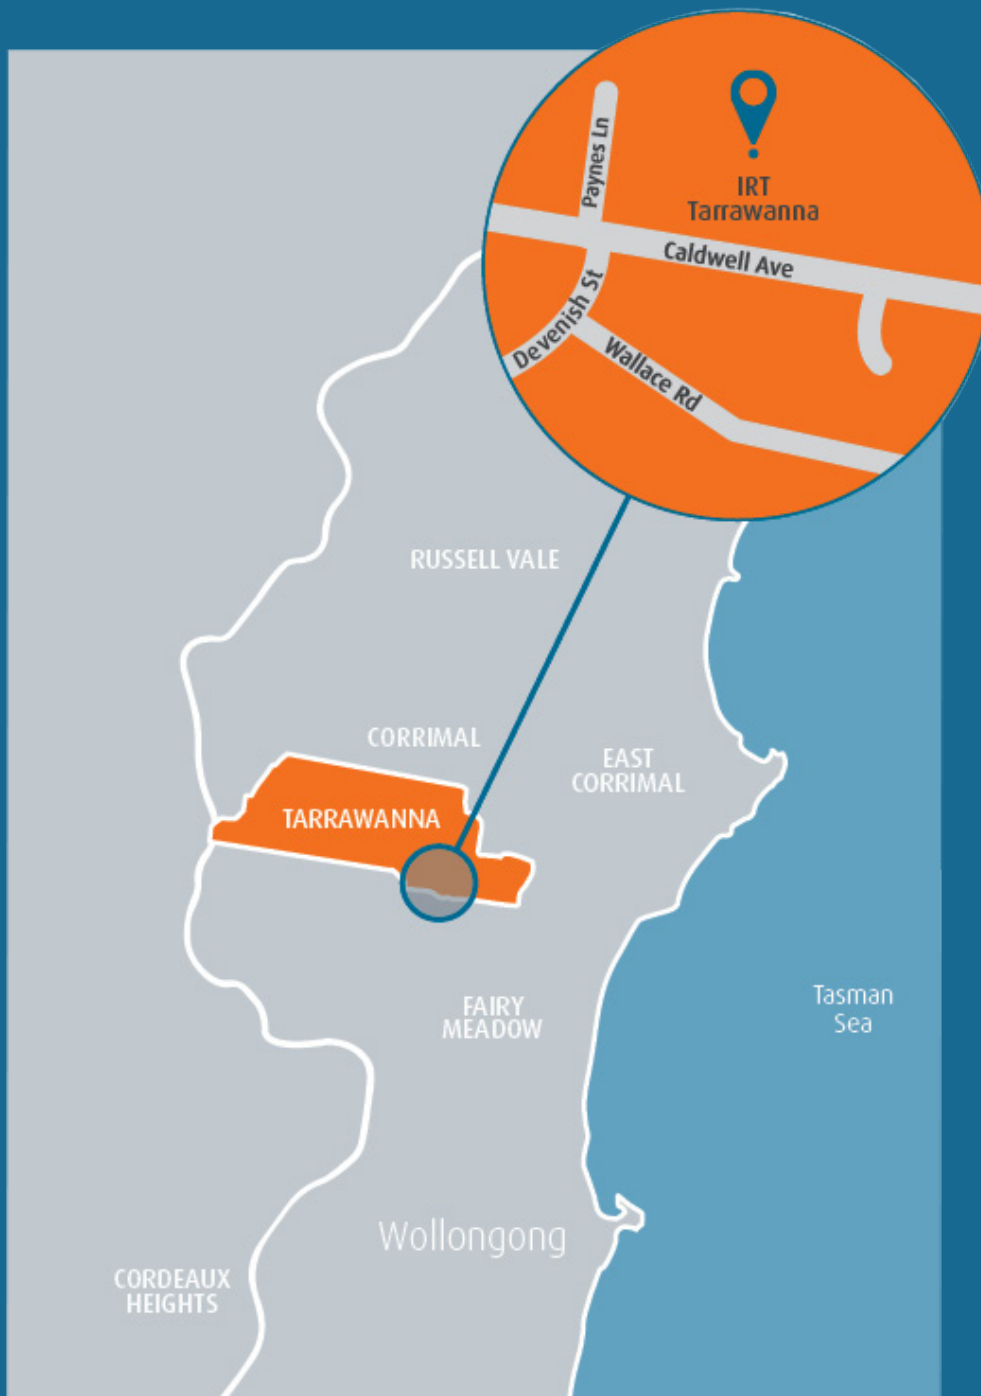 Paynes Ln
IRT
Tarrawanna
Caldwell Ave
Devenish St
Wallace Rd
RUSSELL VALE
CORRIMAL
EAST
CORRIMAL
TARRAWANNA
Tasman
Sea
FAIRY
MEADOW
Wollongong
CORDEAUX
HEIGHTS